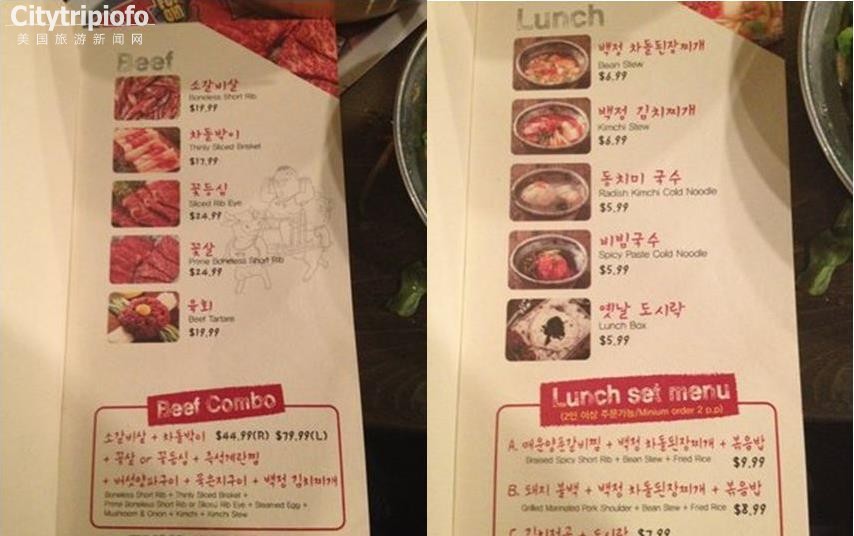 Citytripiofo
美国旅游新闻网
Beef
소갈비살
Boneless Short Rib
$19.99
차돌박이
Thinly Sliced Brisket
$17.99
꽃등심
Sliced Rib Eye
$24.99
꽃살
Prime Boneless Short Rib
$24.99
육회
Beef Tartare
$19.99
Beef Combo
소갈비살 + 차돌박이 $44.99(R) $79.99(L)
+ 꽃살 or 꽃등심 + 즉석계란찜
+ 버섯양파구이 + 묵은지구이 + 백정 김치찌개
Boneless Short Rib + Thinly Sliced Brisket +
Prime Boneless Short Rib or Sliced Rib Eye + Steamed Egg +
Mushroom & Onion + Kimchi + Kimchi Stew
Lunch
백정 차돌된장찌개
Bean Stew
$6.99
백정 김치찌개
Kimchi Stew
$6.99
동치미 국수
Radish Kimchi Cold Noodle
$5.99
비빔국수
Spicy Paste Cold Noodle
$5.99
옛날 도시락
Lunch Box
$5.99
Lunch set menu
(2인 이상 주문가능/Minium order 2 p.p)
A. 매운양푼갈비찜 + 백정 차돌된장찌개 + 볶음밥
Braised Spicy Short Rib + Bean Stew + Fried Rice
$9.99
B. 돼지 불백 + 백정 차돌된장찌개 + 볶음밥
Grilled Marinated Pork Shoulder + Bean Stew + Fried Rice $8.99
C. 김치전골 + 도시락 $7.99